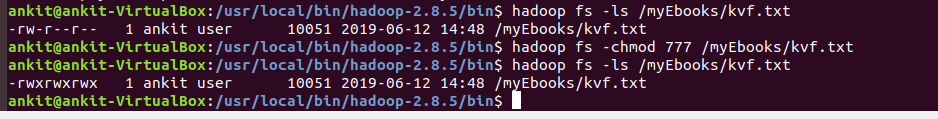 ankit@ankit-VirtualBox:/usr/local/bin/hadoop-2.8.5/bin$ hadoop fs -ls /myEbooks/kvf.txt
-rw-r--r--   1 ankit user      10051 2019-06-12 14:48 /myEbooks/kvf.txt
ankit@ankit-VirtualBox:/usr/local/bin/hadoop-2.8.5/bin$ hadoop fs -chmod 777 /myEbooks/kvf.txt
ankit@ankit-VirtualBox:/usr/local/bin/hadoop-2.8.5/bin$ hadoop fs -ls /myEbooks/kvf.txt
-rwxrwxrwx   1 ankit user      10051 2019-06-12 14:48 /myEbooks/kvf.txt
ankit@ankit-VirtualBox:/usr/local/bin/hadoop-2.8.5/bin$